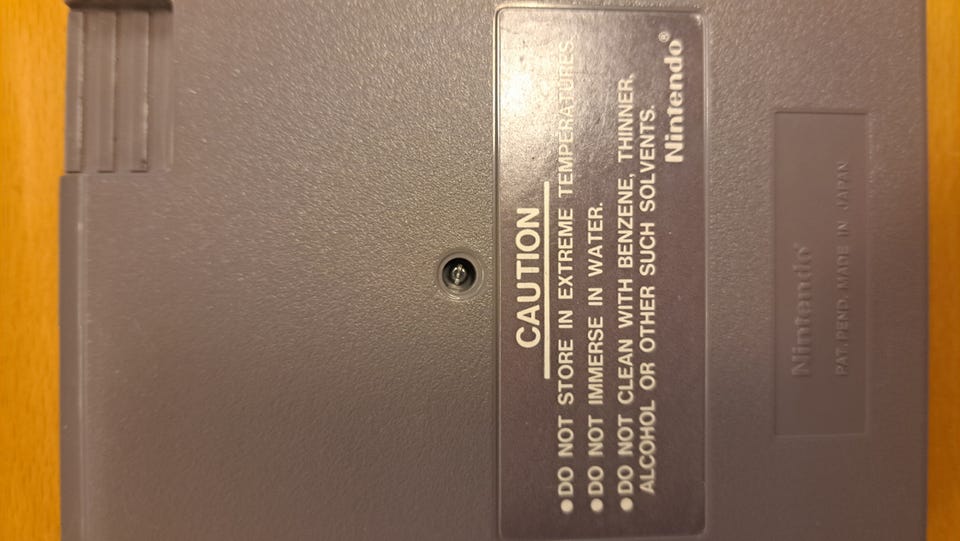 CAUTION
●DO NOT STORE IN EXTREME TEMPERATURES.
●DO NOT IMMERSE IN WATER.
●DO NOT CLEAN WITH BENZENE, THINNER,
ALCOHOL OR OTHER SUCH SOLVENTS.
Nintendo®
Nintendo®
PAT. PEND. MADE IN JAPAN